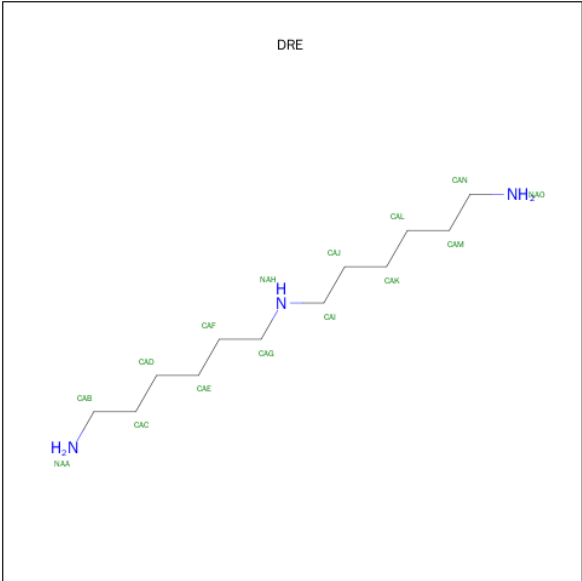 DRE
CAN
NH₂ NAO
CAL
CAM
CAJ
CAK
NAH
H
N
CAI
CAF
CAG
CAD
CAE
CAB
CAC
H₂N
NAA